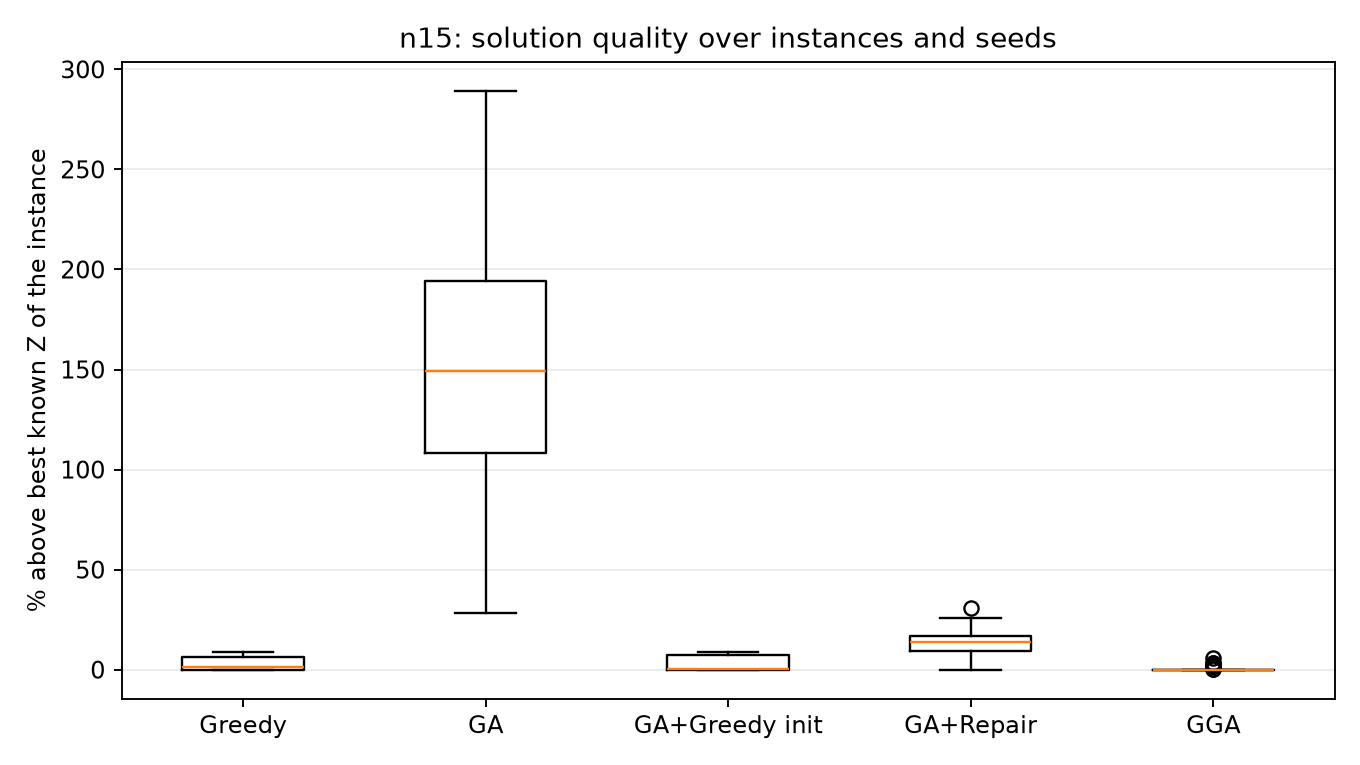 n15: solution quality over instances and seeds
% above best known Z of the instance
300
250
200
150
100
50
0
Greedy
GA
GA+Greedy init
GA+Repair
GGA